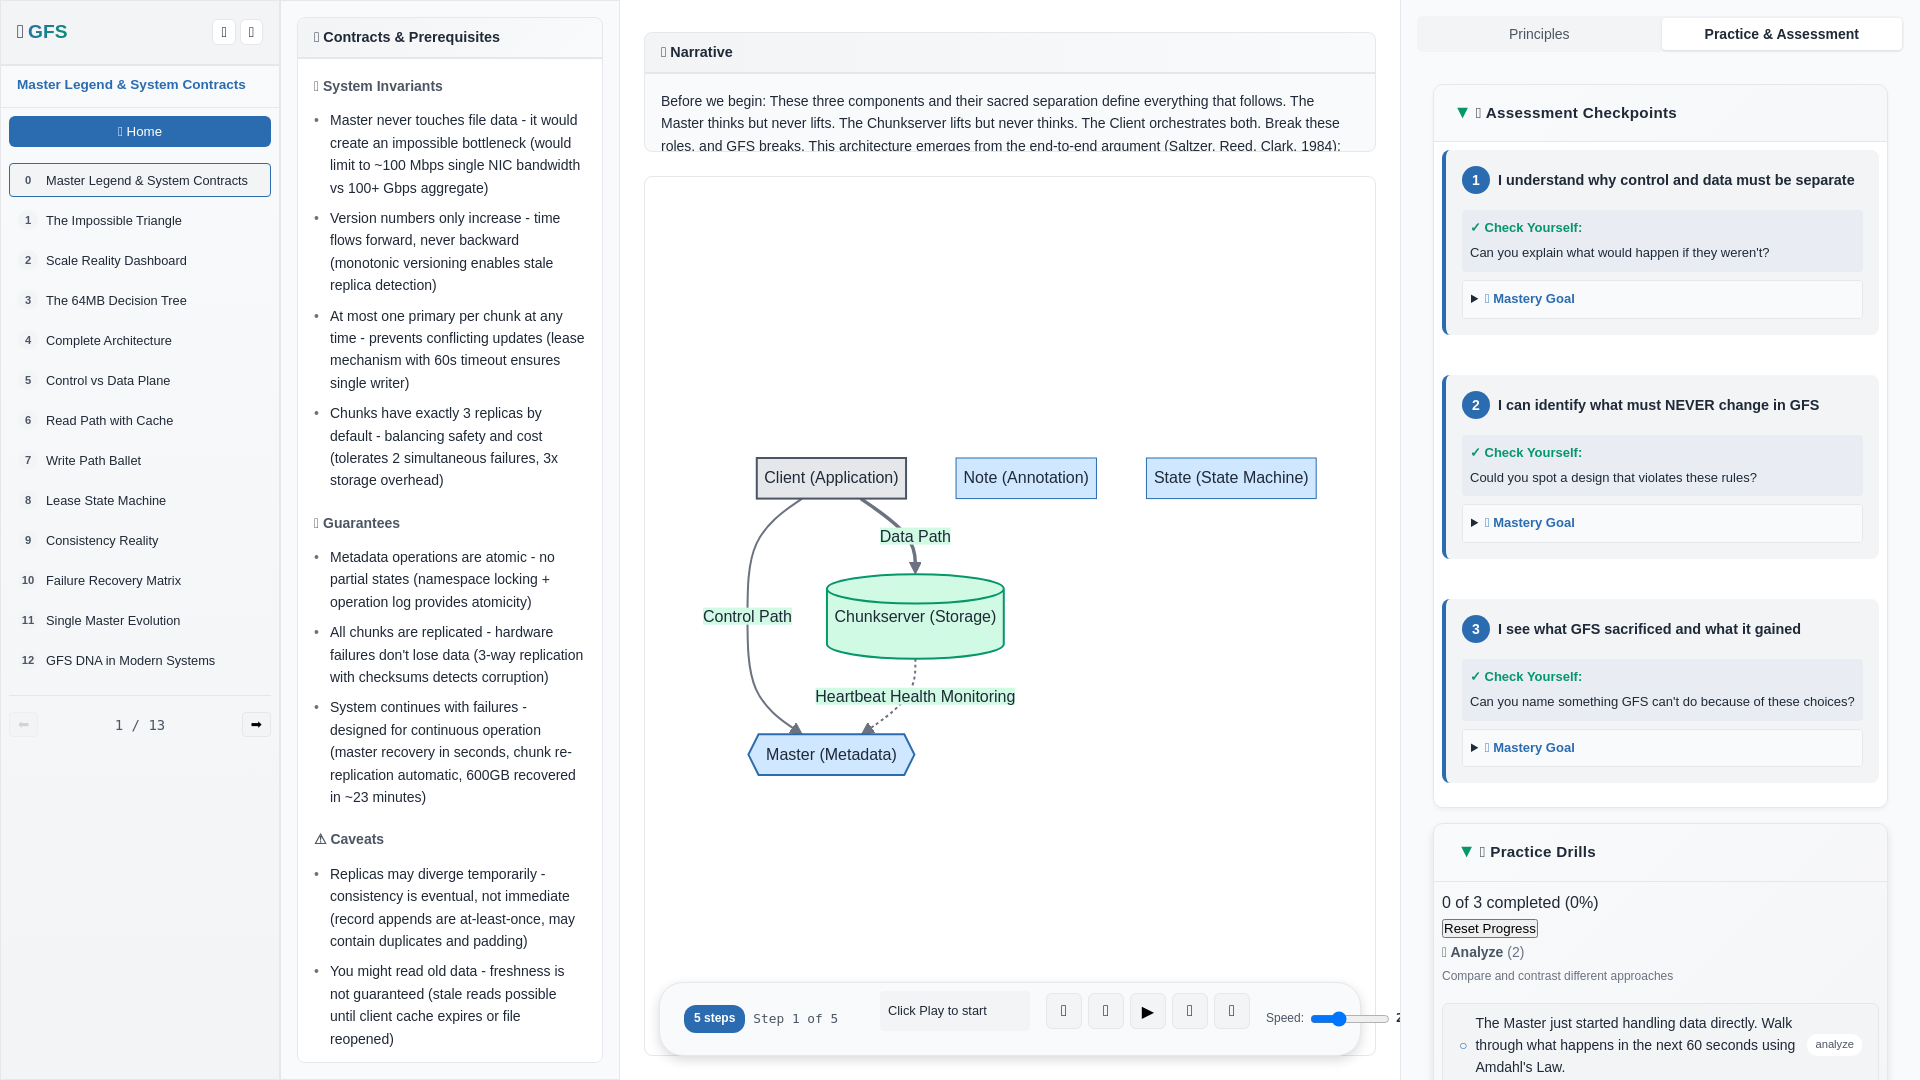 GFS
Master Legend & System Contracts
Home
0 Master Legend & System Contracts
1 The Impossible Triangle
2 Scale Reality Dashboard
3 The 64MB Decision Tree
4 Complete Architecture
5 Control vs Data Plane
6 Read Path with Cache
7 Write Path Ballet
8 Lease State Machine
9 Consistency Reality
10 Failure Recovery Matrix
11 Single Master Evolution
12 GFS DNA in Modern Systems
⬅ 1 / 13 ➡
Contracts & Prerequisites
System Invariants
• Master never touches file data - it would
create an impossible bottleneck (would
limit to ~100 Mbps single NIC bandwidth
vs 100+ Gbps aggregate)
• Version numbers only increase - time
flows forward, never backward
(monotonic versioning enables stale
replica detection)
• At most one primary per chunk at any
time - prevents conflicting updates (lease
mechanism with 60s timeout ensures
single writer)
• Chunks have exactly 3 replicas by
default - balancing safety and cost
(tolerates 2 simultaneous failures, 3x
storage overhead)
Guarantees
• Metadata operations are atomic - no
partial states (namespace locking +
operation log provides atomicity)
• All chunks are replicated - hardware
failures don't lose data (3-way replication
with checksums detects corruption)
• System continues with failures -
designed for continuous operation
(master recovery in seconds, chunk re-
replication automatic, 600GB recovered
in ~23 minutes)
⚠ Caveats
• Replicas may diverge temporarily -
consistency is eventual, not immediate
(record appends are at-least-once, may
contain duplicates and padding)
• You might read old data - freshness is
not guaranteed (stale reads possible
until client cache expires or file
reopened)
Narrative
Before we begin: These three components and their sacred separation define everything that follows. The
Master thinks but never lifts. The Chunkserver lifts but never thinks. The Client orchestrates both. Break these
roles, and GFS breaks. This architecture emerges from the end-to-end argument (Saltzer, Reed, Clark, 1984):
Client (Application)
Note (Annotation)
State (State Machine)
Data Path
Control Path
Chunkserver (Storage)
Heartbeat Health Monitoring
Master (Metadata)
5 steps
Step 1 of 5
Click Play to start
▶
Speed:
Principles
Practice & Assessment
▼ Assessment Checkpoints
1 I understand why control and data must be separate
✓ Check Yourself:
Can you explain what would happen if they weren't?
▶ Mastery Goal
2 I can identify what must NEVER change in GFS
✓ Check Yourself:
Could you spot a design that violates these rules?
▶ Mastery Goal
3 I see what GFS sacrificed and what it gained
✓ Check Yourself:
Can you name something GFS can't do because of these choices?
▶ Mastery Goal
▼ Practice Drills
0 of 3 completed (0%)
Reset Progress
Analyze (2)
Compare and contrast different approaches
○ The Master just started handling data directly. Walk
through what happens in the next 60 seconds using
Amdahl's Law.
analyze